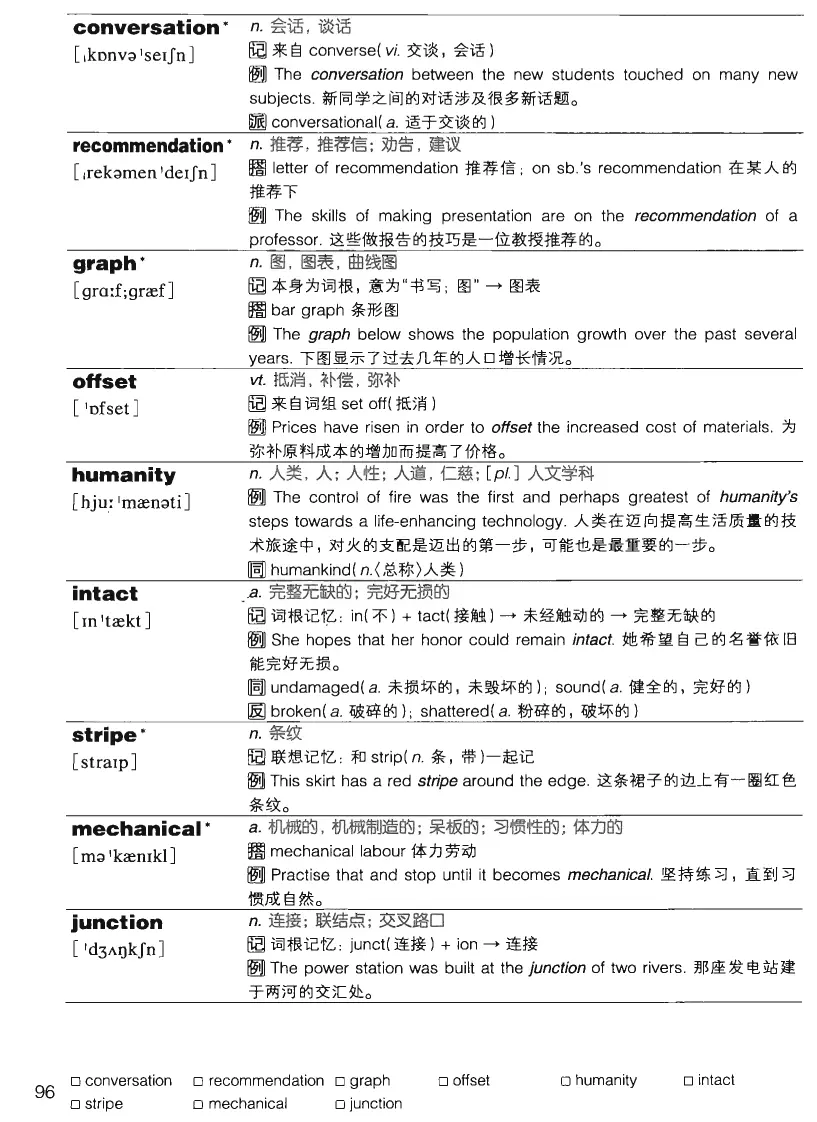 conversation* n. 会话, 谈话
[ˌkɒnvəˈseɪʃn] 记 来自 converse(vi. 交谈, 会话)
例 The conversation between the new students touched on many new
subjects. 新同学之间的对话涉及很多新话题。
派 conversational(a. 适于交谈的)
recommendation* n. 推荐, 推荐信; 劝告, 建议
[ˌrekəmenˈdeɪʃn] 搭 letter of recommendation 推荐信; on sb.'s recommendation 在某人的
推荐下
例 The skills of making presentation are on the recommendation of a
professor. 这些做报告的技巧是一位教授推荐的。
graph* n. 图, 图表, 曲线图
[ɡrɑːf;ɡræf] 记 本身为词根, 意为"书写; 图" → 图表
搭 bar graph 条形图
例 The graph below shows the population growth over the past several
years. 下图显示了过去几年的人口增长情况。
offset vt. 抵消, 补偿, 弥补
[ˈɒfset] 记 来自词组 set off(抵消)
例 Prices have risen in order to offset the increased cost of materials. 为
弥补原料成本的增加而提高了价格。
humanity n. 人类, 人; 人性; 人道, 仁慈; [pl.] 人文学科
[hjuːˈmænəti] 例 The control of fire was the first and perhaps greatest of humanity's
steps towards a life-enhancing technology. 人类在迈向提高生活质量的技
术旅途中, 对火的支配是迈出的第一步, 可能也是最重要的一步。
同 humankind(n.〈总称〉人类)
intact a. 完整无缺的; 完好无损的
[ɪnˈtækt] 记 词根记忆: in(不) + tact(接触) → 未经触动的 → 完整无缺的
例 She hopes that her honor could remain intact. 她希望自己的名誉依旧
能完好无损。
同 undamaged(a. 未损坏的, 未毁坏的); sound(a. 健全的, 完好的)
反 broken(a. 破碎的); shattered(a. 粉碎的, 破坏的)
stripe* n. 条纹
[straɪp] 记 联想记忆: 和 strip(n. 条, 带)一起记
例 This skirt has a red stripe around the edge. 这条裙子的边上有一圈红色
条纹。
mechanical* a. 机械的, 机械制造的; 呆板的; 习惯性的; 体力的
[məˈkænɪkl] 搭 mechanical labour 体力劳动
例 Practise that and stop until it becomes mechanical. 坚持练习, 直到习
惯成自然。
junction n. 连接; 联结点; 交叉路口
[ˈdʒʌŋkʃn] 记 词根记忆: junct(连接) + ion → 连接
例 The power station was built at the junction of two rivers. 那座发电站建
于两河的交汇处。
□ conversation □ recommendation □ graph □ offset □ humanity □ intact
96
□ stripe □ mechanical □ junction